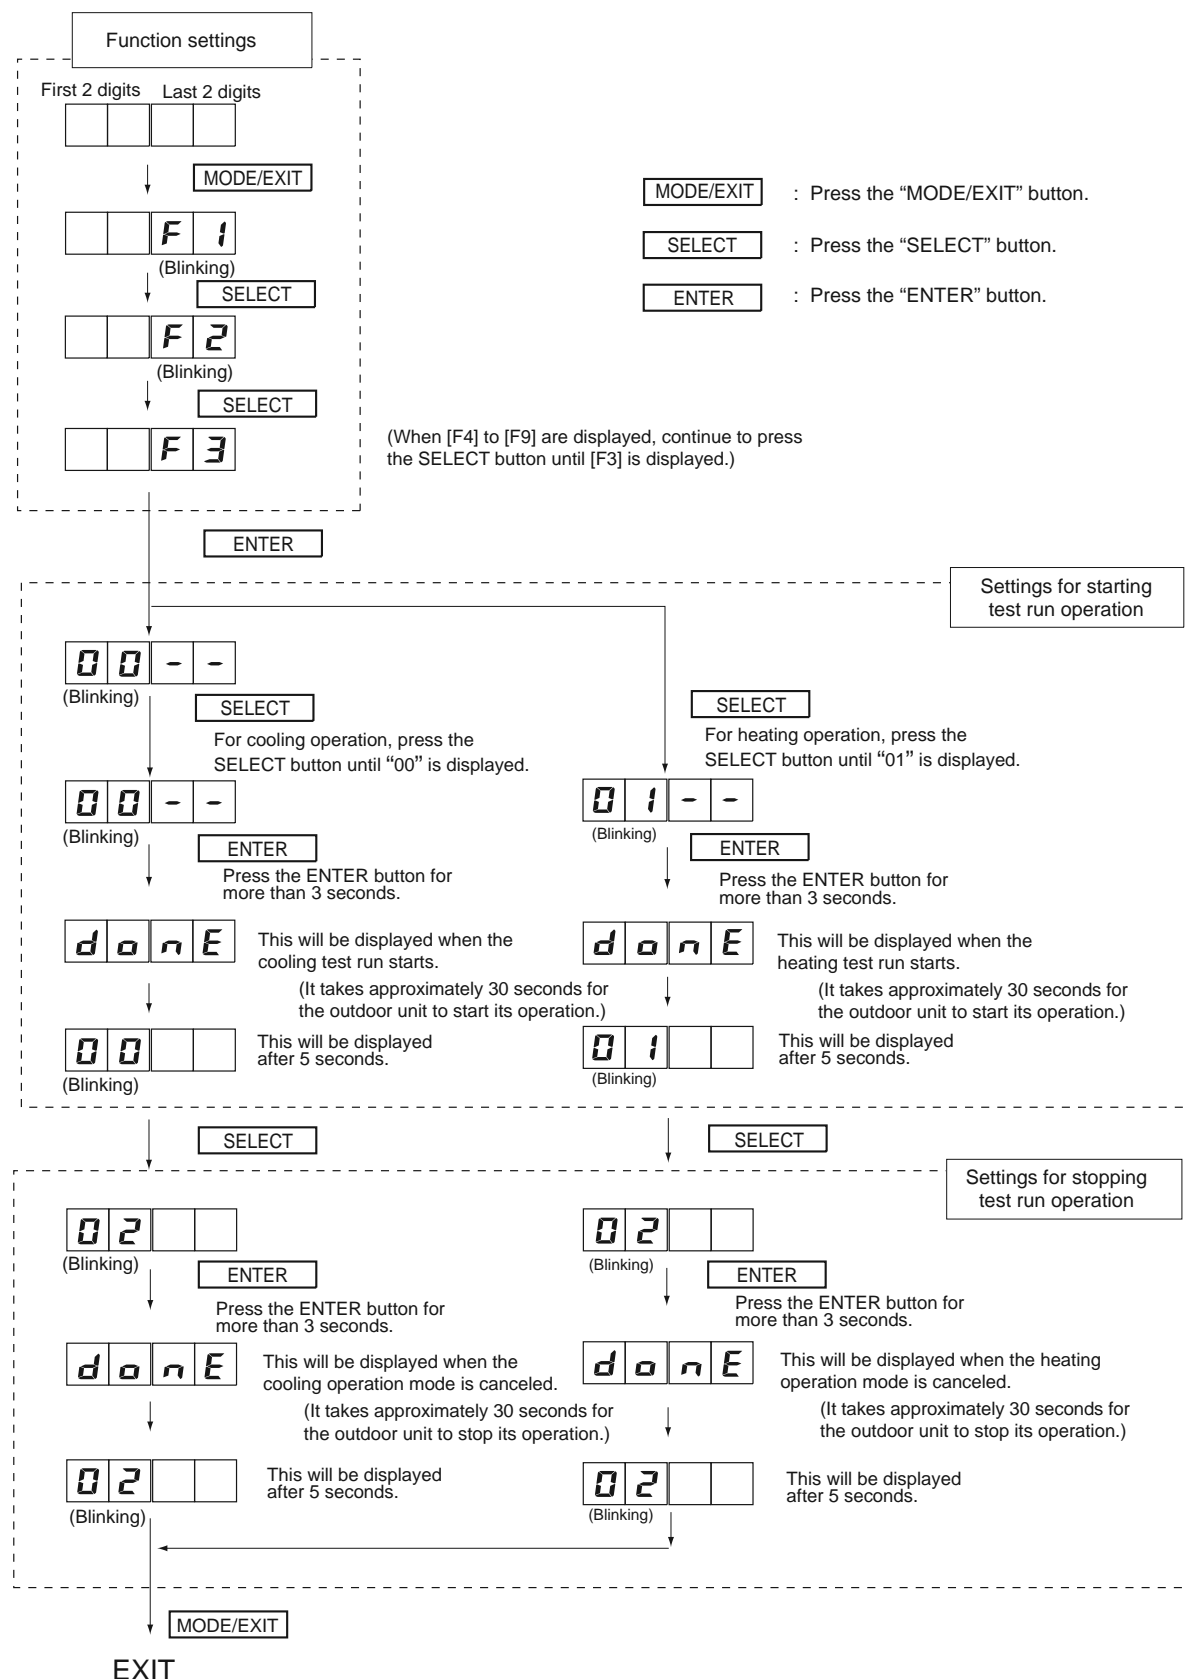 Function settings
First 2 digits Last 2 digits
MODE/EXIT
F 1
(Blinking)
SELECT
F 2
(Blinking)
SELECT
F 3
MODE/EXIT : Press the “MODE/EXIT” button.
SELECT : Press the “SELECT” button.
ENTER : Press the “ENTER” button.
(When [F4] to [F9] are displayed, continue to press
the SELECT button until [F3] is displayed.)
ENTER
Settings for starting
test run operation
0 0 - -
(Blinking)
SELECT
For cooling operation, press the
SELECT button until “00” is displayed.
0 0 - -
(Blinking)
ENTER
Press the ENTER button for
more than 3 seconds.
d o n E
This will be displayed when the
cooling test run starts.
(It takes approximately 30 seconds for
the outdoor unit to start its operation.)
0 0
(Blinking)
This will be displayed
after 5 seconds.
SELECT
For heating operation, press the
SELECT button until “01” is displayed.
0 1 - -
(Blinking)
ENTER
Press the ENTER button for
more than 3 seconds.
d o n E
This will be displayed when the
heating test run starts.
(It takes approximately 30 seconds for
the outdoor unit to start its operation.)
0 1
(Blinking)
This will be displayed
after 5 seconds.
SELECT
SELECT
Settings for stopping
test run operation
0 2
(Blinking)
ENTER
Press the ENTER button for
more than 3 seconds.
d o n E
This will be displayed when the
cooling operation mode is canceled.
(It takes approximately 30 seconds for
the outdoor unit to stop its operation.)
0 2
(Blinking)
This will be displayed
after 5 seconds.
0 2
(Blinking)
ENTER
Press the ENTER button for
more than 3 seconds.
d o n E
This will be displayed when the heating
operation mode is canceled.
(It takes approximately 30 seconds for
the outdoor unit to stop its operation.)
0 2
(Blinking)
This will be displayed
after 5 seconds.
MODE/EXIT
EXIT